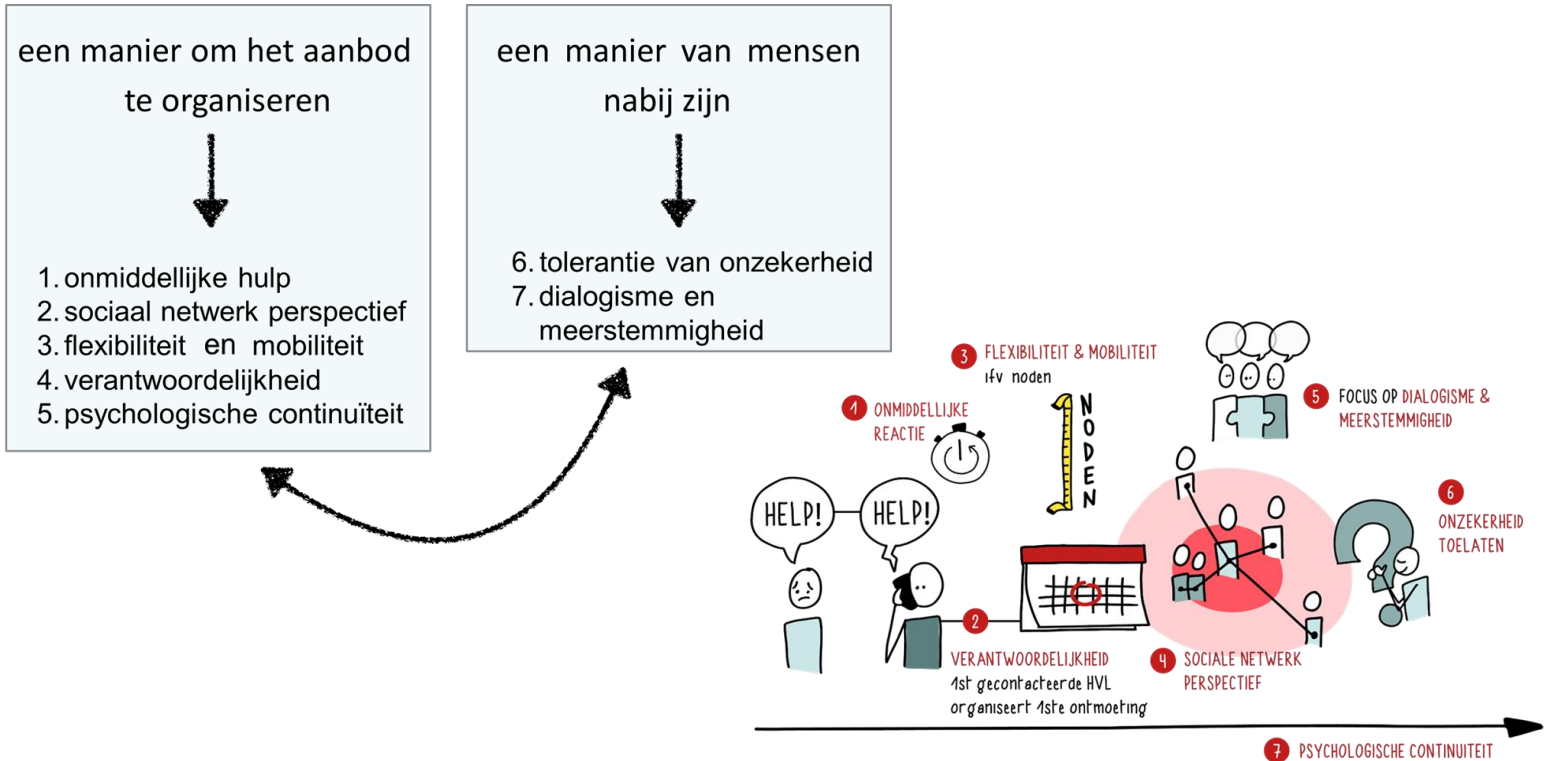 een manier om het aanbod
te organiseren
1. onmiddellijke hulp
2. sociaal netwerk perspectief
3. flexibiliteit en mobiliteit
4. verantwoordelijkheid
5. psychologische continuïteit
een manier van mensen
nabij zijn
6. tolerantie van onzekerheid
7. dialogisme en
meerstemmigheid
1 ONMIDDELLIJKE
REACTIE
HELP!
HELP!
2
VERANTWOORDELIJKHEID
1st gecontacteerde HVL
organiseert 1ste ontmoeting
3 FLEXIBILITEIT & MOBILITEIT
ifv noden
NODEN
4 SOCIALE NETWERK
PERSPECTIEF
5 FOCUS OP DIALOGISME &
MEERSTEMMIGHEID
6
ONZEKERHEID
TOELATEN
7 PSYCHOLOGISCHE CONTINUITEIT